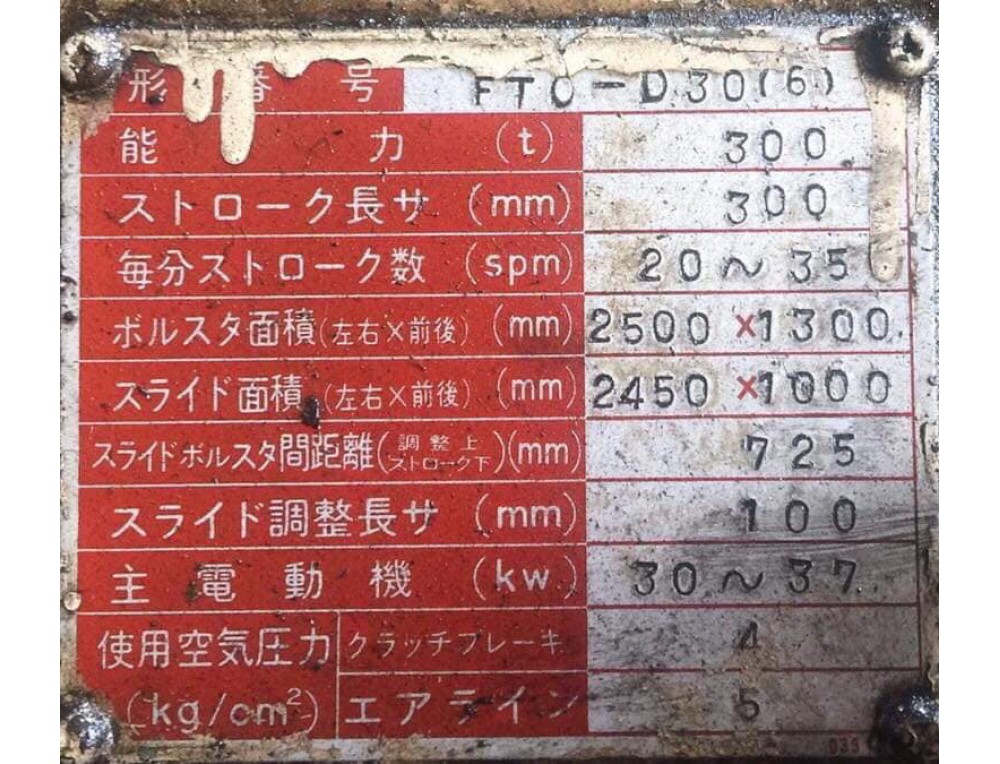 形式番号 FTO-D30(6)
能力 (t) 300
ストローク長サ (mm) 300
毎分ストローク数 (spm) 20~35
ボルスタ面積(左右×前後) (mm) 2500×1300
スライド面積(左右×前後) (mm) 2450×1000
スライドボルスタ間距離(調整上ストローク下)(mm) 725
スライド調整長サ (mm) 100
主電動機 (kw) 30~37
使用空気圧力 クラッチブレーキ 4
(kg/cm²) エアライン 5
035